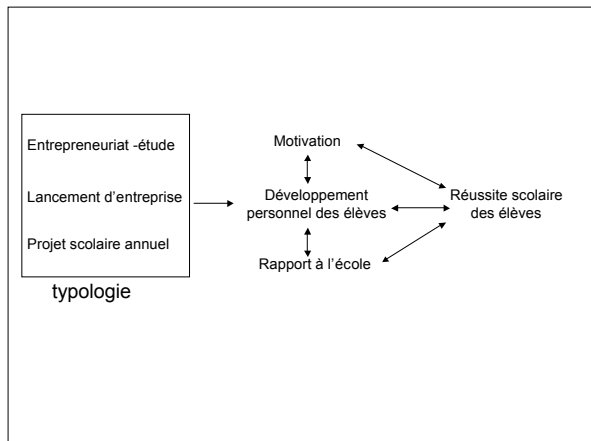 Entrepreneuriat -étude
Lancement d’entreprise
Projet scolaire annuel
typologie
Motivation
Développement
personnel des élèves
Rapport à l’école
Réussite scolaire
des élèves